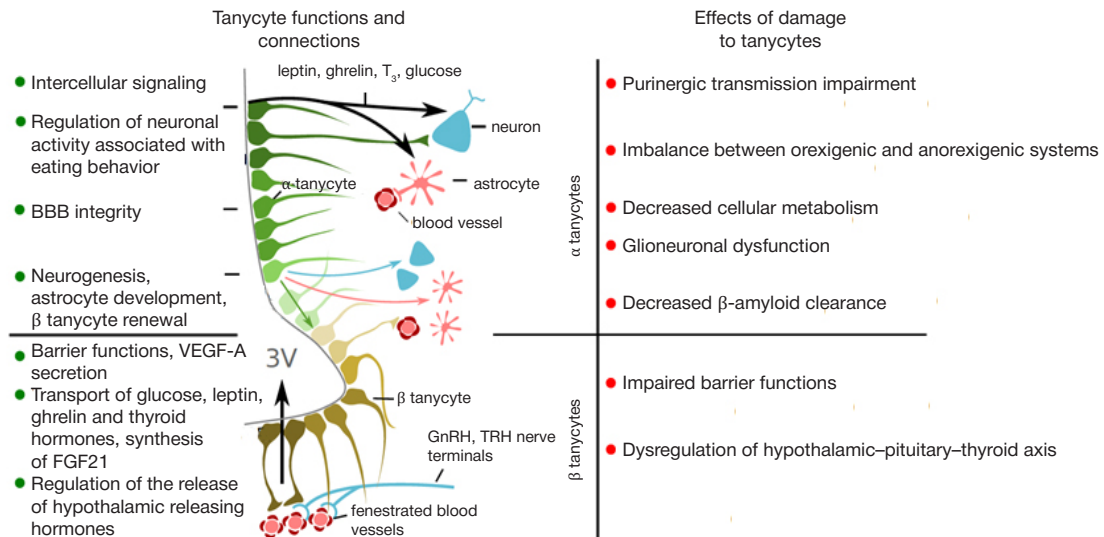 Tanycyte functions and
connections
Effects of damage
to tanycytes
Intercellular signaling
Regulation of neuronal
activity associated with
eating behavior
BBB integrity
Neurogenesis,
astrocyte development,
β tanycyte renewal
Barrier functions, VEGF-A
secretion
Transport of glucose, leptin,
ghrelin and thyroid
hormones, synthesis
of FGF21
Regulation of the release
of hypothalamic releasing
hormones
leptin, ghrelin, T3, glucose
neuron
astrocyte
α tanycyte
blood vessel
3V
β tanycyte
GnRH, TRH nerve
terminals
fenestrated blood
vessels
α tanycytes
Purinergic transmission impairment
Imbalance between orexigenic and anorexigenic systems
Decreased cellular metabolism
Glioneuronal dysfunction
Decreased β-amyloid clearance
β tanycytes
Impaired barrier functions
Dysregulation of hypothalamic–pituitary–thyroid axis